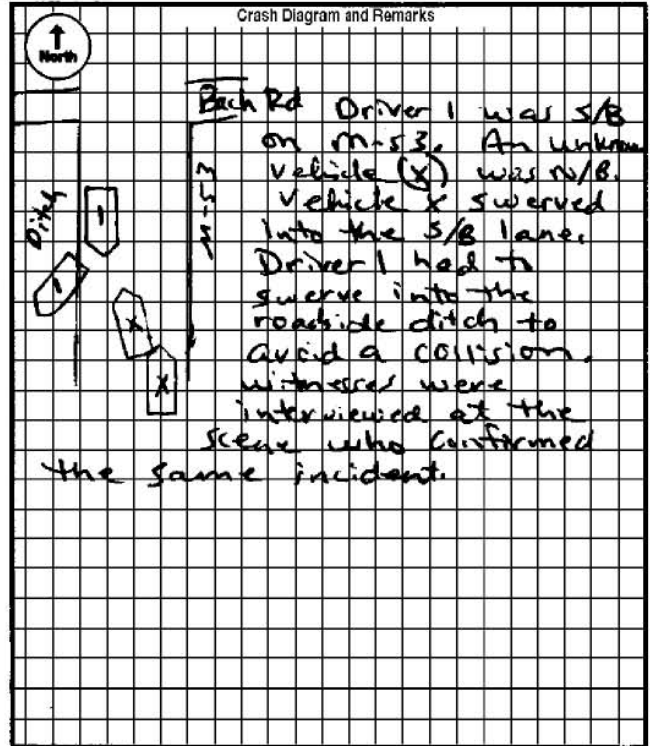 Crash Diagram and Remarks
North
Bach Rd
Driver 1 was S/B
on M-53. An unknown
vehicle (X) was N/B.
Vehicle X swerved
into the S/B lane.
Driver 1 had to
swerve into the
roadside ditch to
avoid a collision.
witnesses were
interviewed at the
scene who confirmed
the same incident.
M-53
Ditch
1
1
X
X